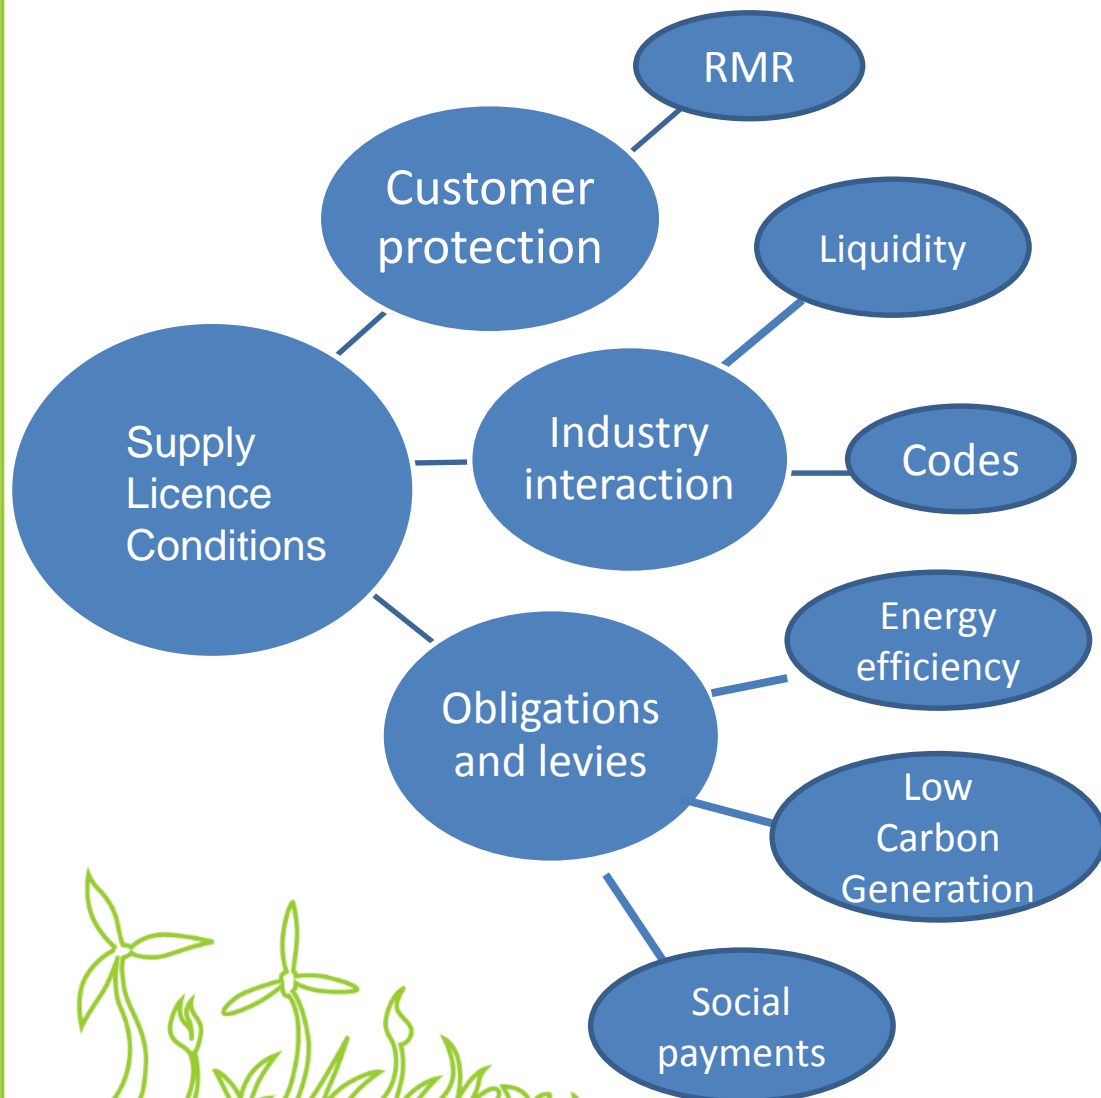 RMR
Customer
protection
Liquidity
Supply
Licence
Conditions
Industry
interaction
Codes
Energy
efficiency
Obligations
and levies
Low
Carbon
Generation
Social
payments